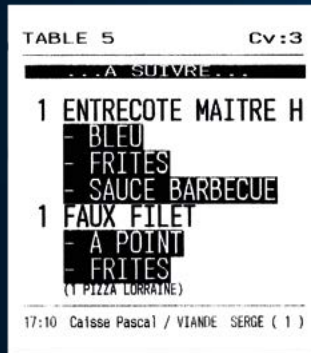 TABLE 5 Cv:3
...A SUIVRE...
1 ENTRECOTE MAITRE H
- BLEU
- FRITES
- SAUCE BARBECUE
1 FAUX FILET
- A POINT
- FRITES
(1 PIZZA LORRAINE)
17:10 Caisse Pascal / VIANDE SERGE ( 1 )